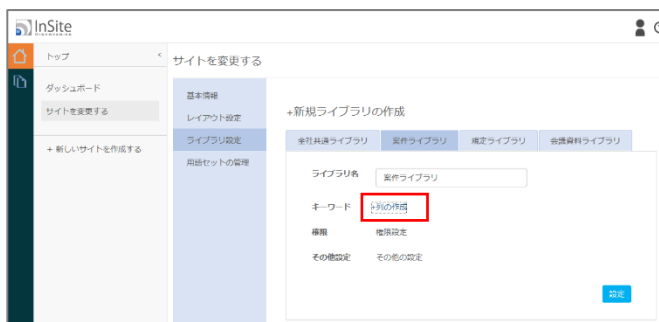 InSite
トップ
サイトを変更する
ダッシュボード
サイトを変更する
+ 新しいサイトを作成する
基本情報
レイアウト設定
ライブラリ設定
用語セットの管理
+新規ライブラリの作成
全社共通ライブラリ 案件ライブラリ 規定ライブラリ 会議資料ライブラリ
ライブラリ名 案件ライブラリ
キーワード +列の作成
権限 権限設定
その他設定 その他の設定
設定